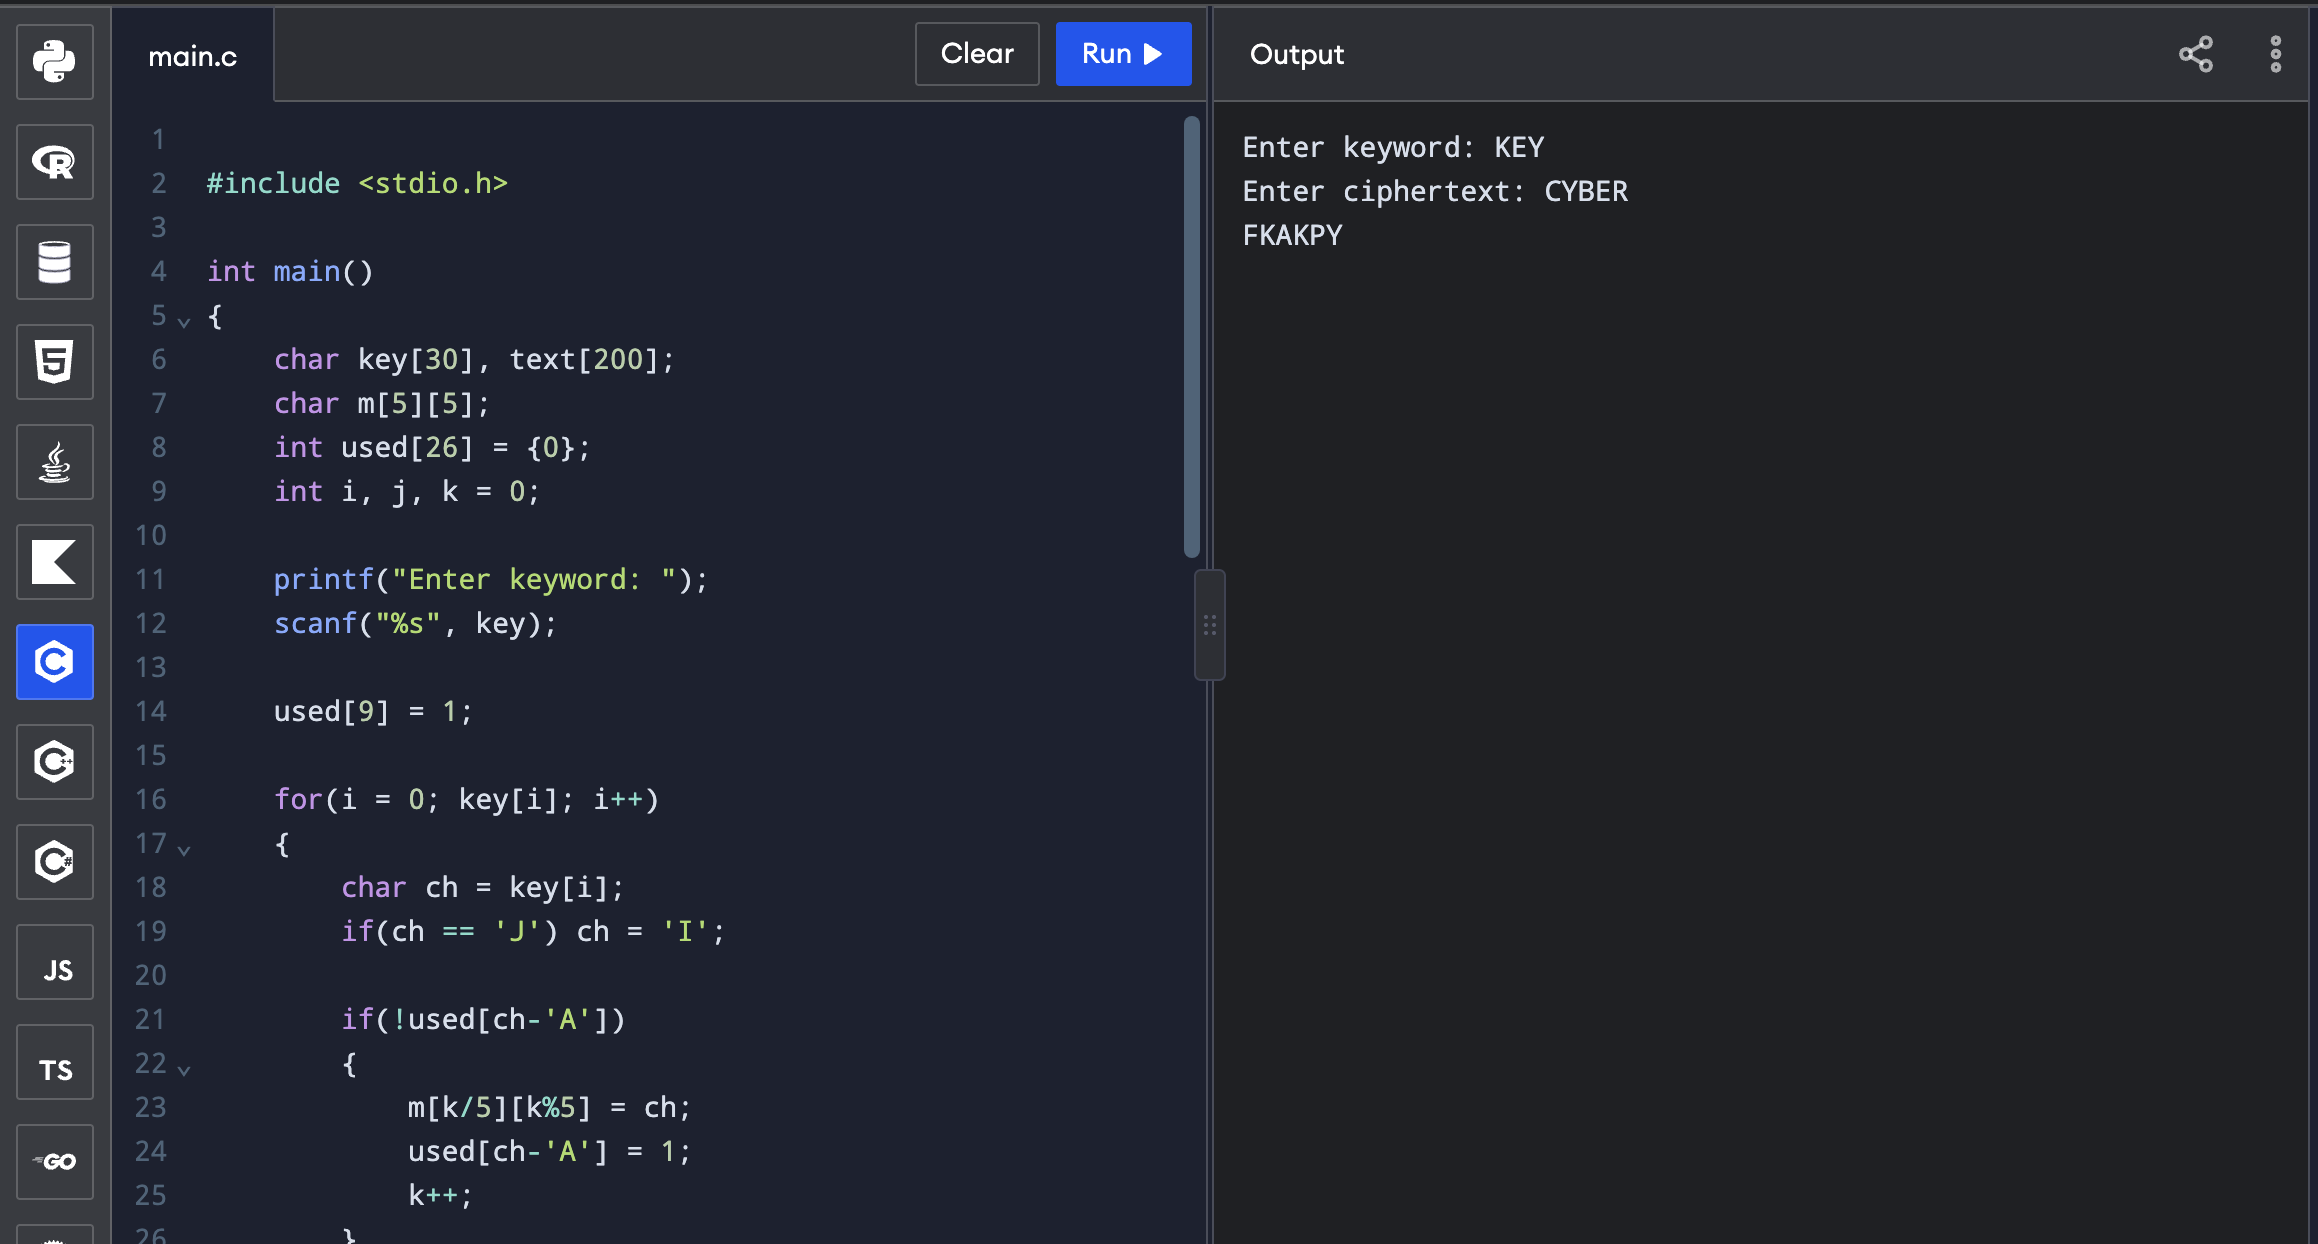 main.c
Clear
Run
Output
R
5
C
C++
C#
JS
TS
GO
1
2 #include <stdio.h>
3
4 int main()
5 {
6     char key[30], text[200];
7     char m[5][5];
8     int used[26] = {0};
9     int i, j, k = 0;
10
11     printf("Enter keyword: ");
12     scanf("%s", key);
13
14     used[9] = 1;
15
16     for(i = 0; key[i]; i++)
17     {
18         char ch = key[i];
19         if(ch == 'J') ch = 'I';
20
21         if(!used[ch-'A'])
22         {
23             m[k/5][k%5] = ch;
24             used[ch-'A'] = 1;
25             k++;
26         }
Enter keyword: KEY
Enter ciphertext: CYBER
FKAKPY